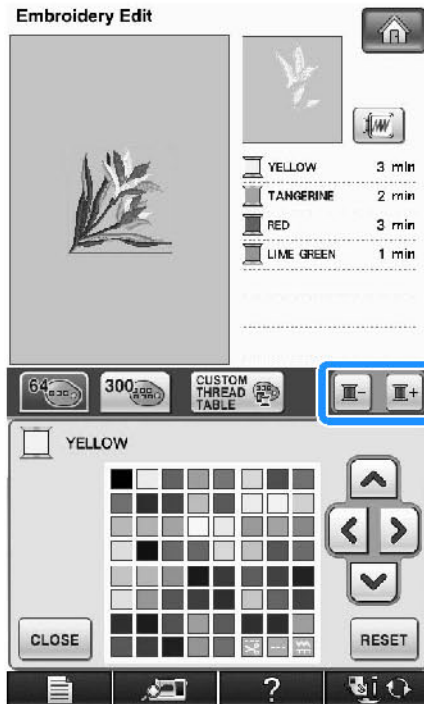 Embroidery Edit
YELLOW 3 min
TANGERINE 2 min
RED 3 min
LIME GREEN 1 min
64
300
CUSTOM
THREAD
TABLE
-
+
YELLOW
CLOSE
RESET
?